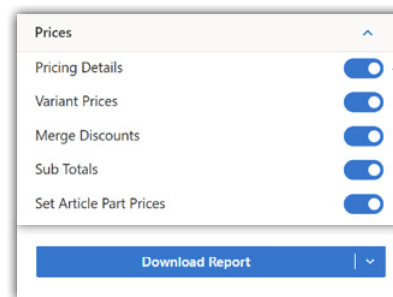 Prices
Pricing Details
Variant Prices
Merge Discounts
Sub Totals
Set Article Part Prices
Download Report